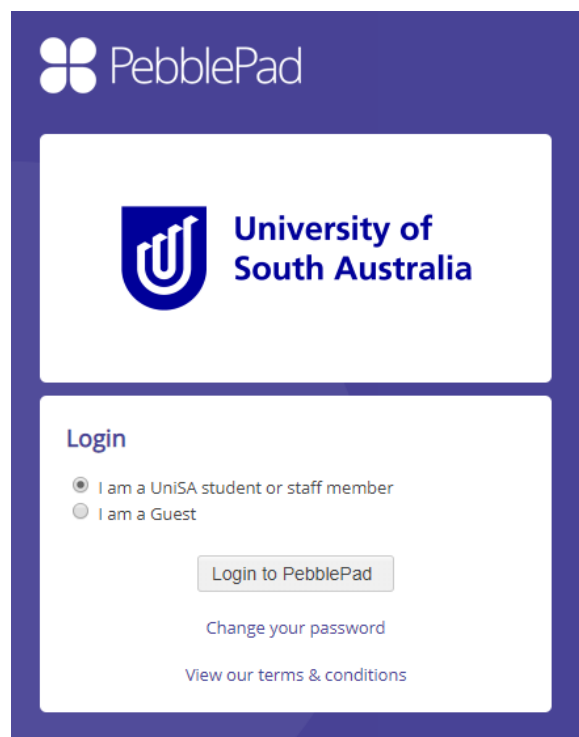 PebblePad
University of
South Australia
Login
I am a UniSA student or staff member
I am a Guest
Login to PebblePad
Change your password
View our terms & conditions